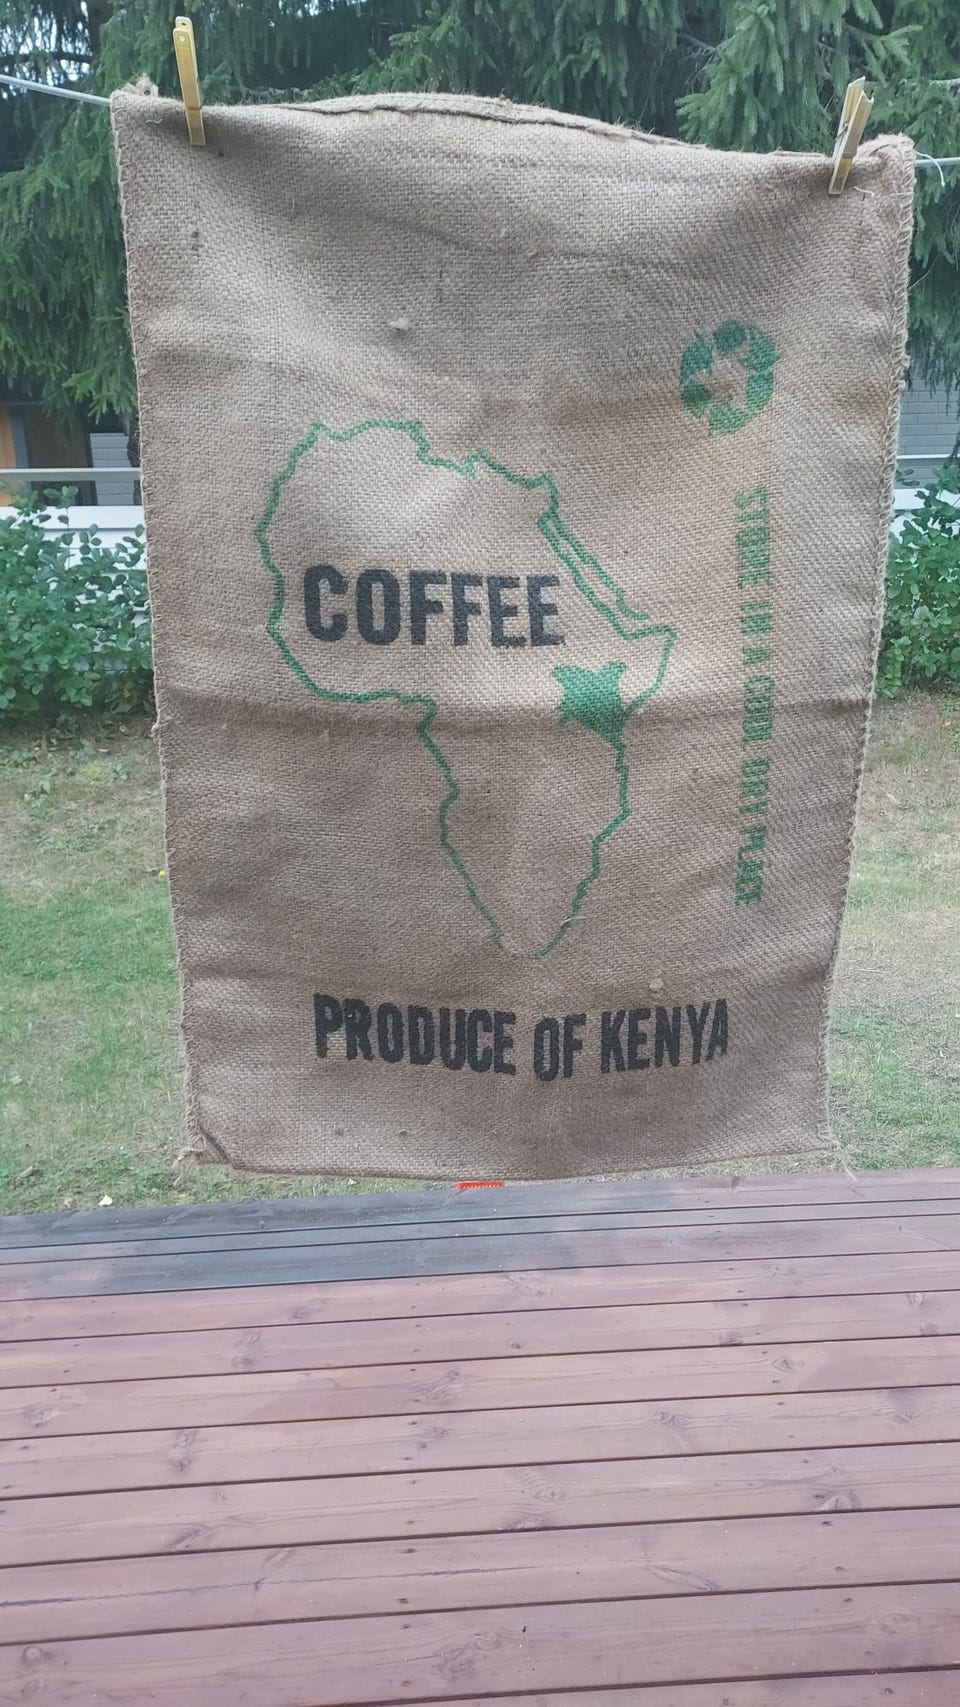 COFFEE
STORE IN A COOL DRY PLACE
PRODUCE OF KENYA